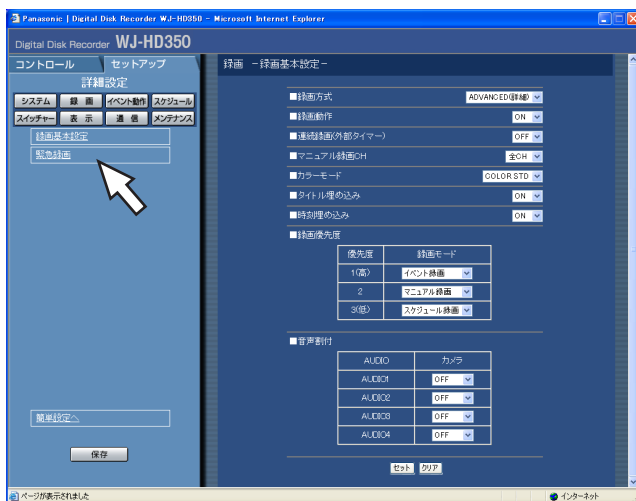 Panasonic | Digital Disk Recorder WJ-HD350 - Microsoft Internet Explorer
Digital Disk Recorder WJ-HD350
コントロール セットアップ
詳細設定
システム 録 画 イベント動作 スケジュール
スイッチャー 表 示 通 信 メンテナンス
録画基本設定
緊急録画
簡単設定へ
保存
録画 －録画基本設定－
■録画方式 ADVANCED(詳細)
■録画動作 ON
■連続録画(外部タイマー) OFF
■マニュアル録画CH 全CH
■カラーモード COLOR STD
■タイトル埋め込み ON
■時刻埋め込み ON
■録画優先度
優先度 録画モード
1(高) イベント録画
2 マニュアル録画
3(低) スケジュール録画
■音声割付
AUDIO カメラ
AUDIO1 OFF
AUDIO2 OFF
AUDIO3 OFF
AUDIO4 OFF
セット クリア
ページが表示されました インターネット